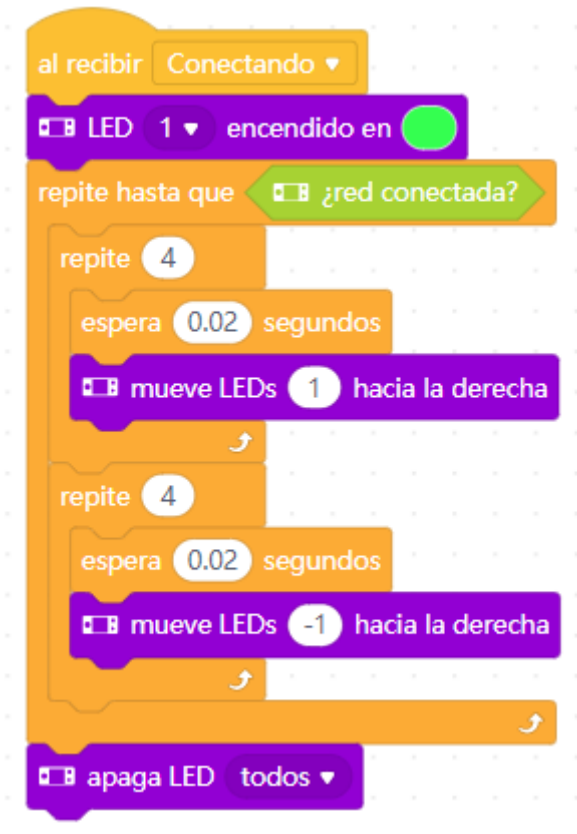 al recibir Conectando
LED 1 encendido en
repite hasta que ¿red conectada?
repite 4
espera 0.02 segundos
mueve LEDs 1 hacia la derecha
repite 4
espera 0.02 segundos
mueve LEDs -1 hacia la derecha
apaga LED todos